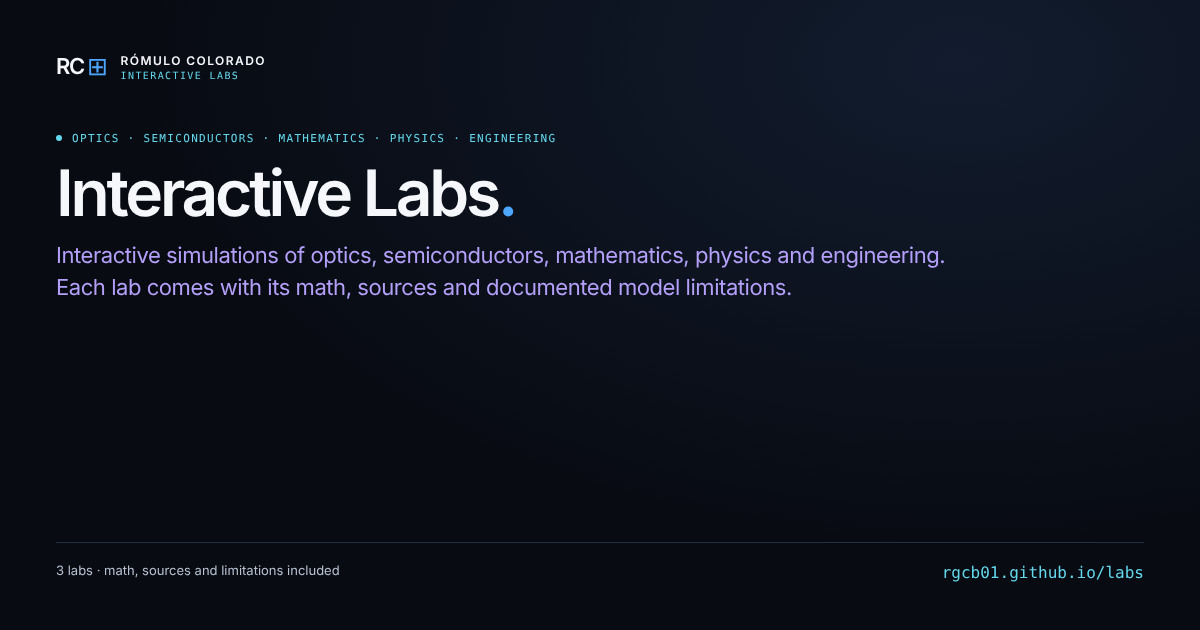 RC⊞
RÓMULO COLORADO
INTERACTIVE LABS
OPTICS · SEMICONDUCTORS · MATHEMATICS · PHYSICS · ENGINEERING
Interactive Labs.
Interactive simulations of optics, semiconductors, mathematics, physics and engineering.
Each lab comes with its math, sources and documented model limitations.
3 labs · math, sources and limitations included
rgcb01.github.io/labs